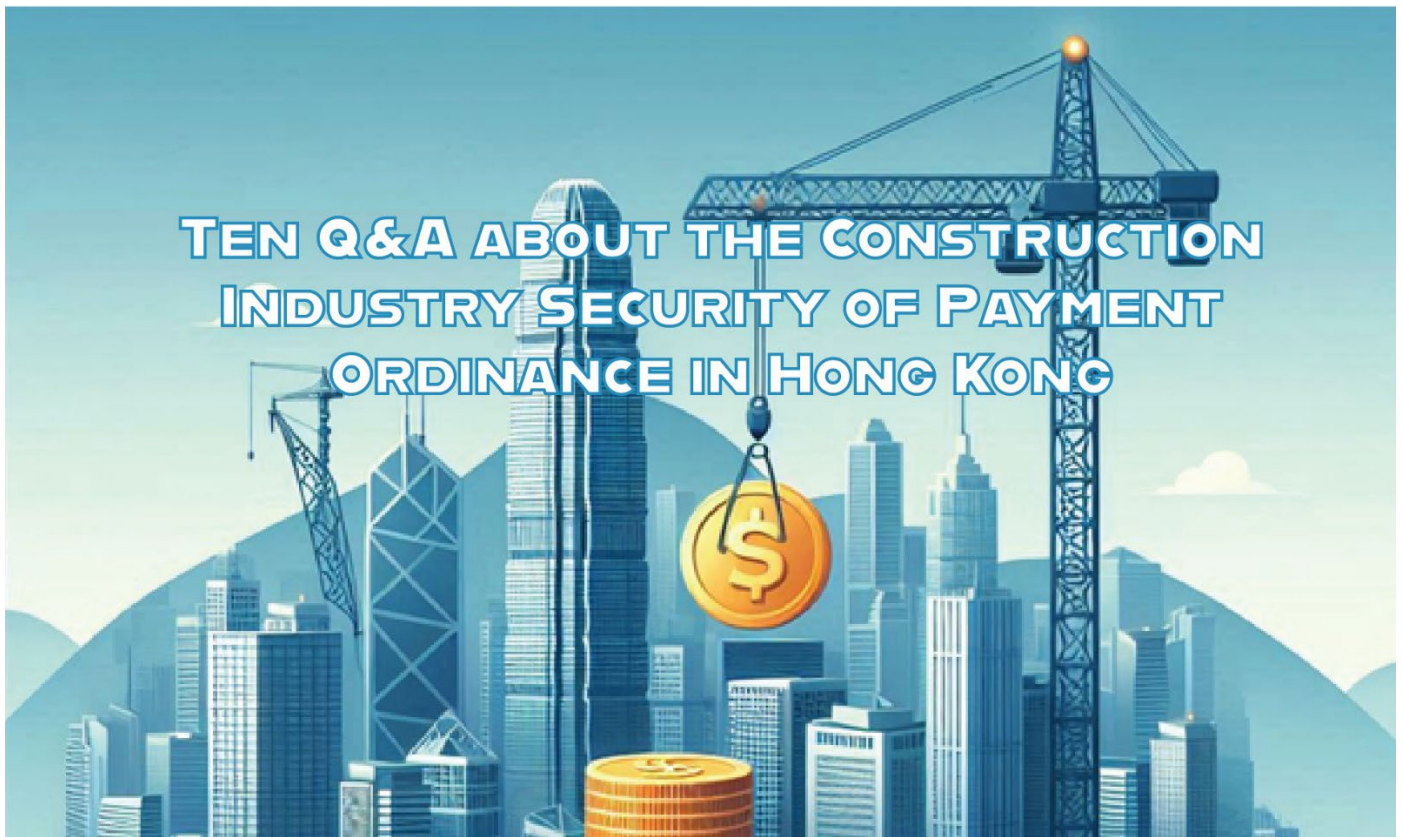 Ten Q&A about the Construction
Industry Security of Payment
Ordinance in Hong Kong
$